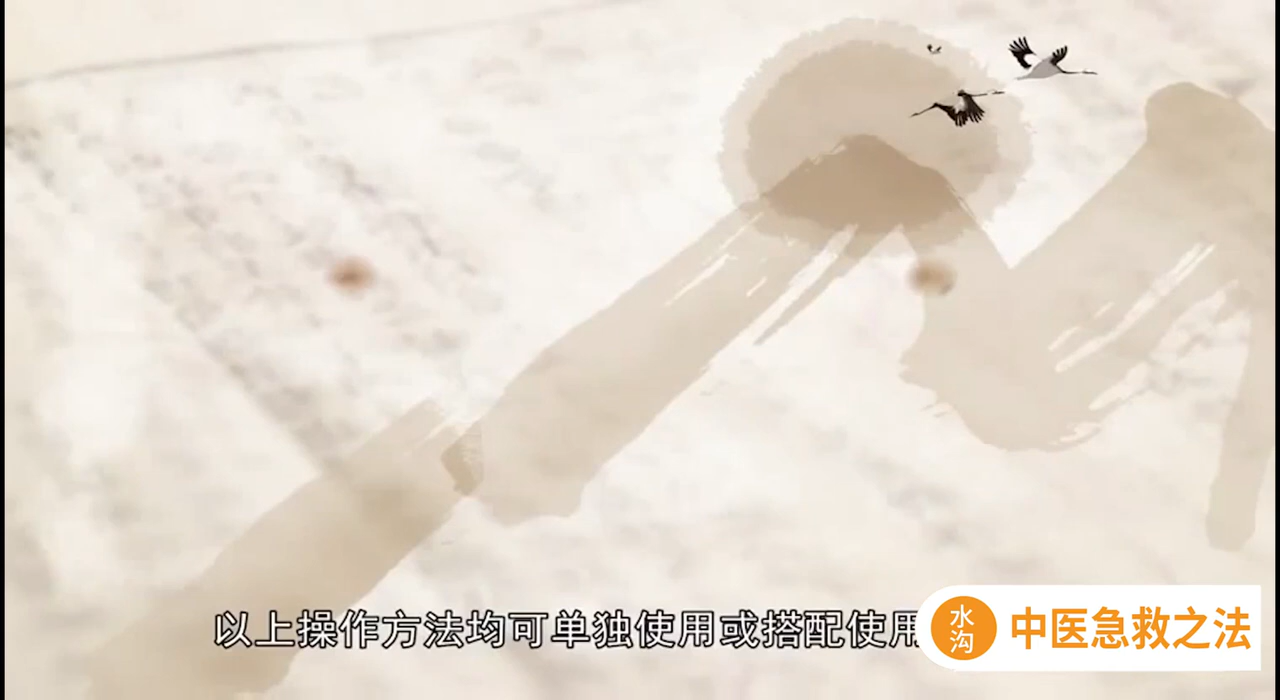 以上操作方法均可单独使用或搭配使用
水沟
中医急救之法